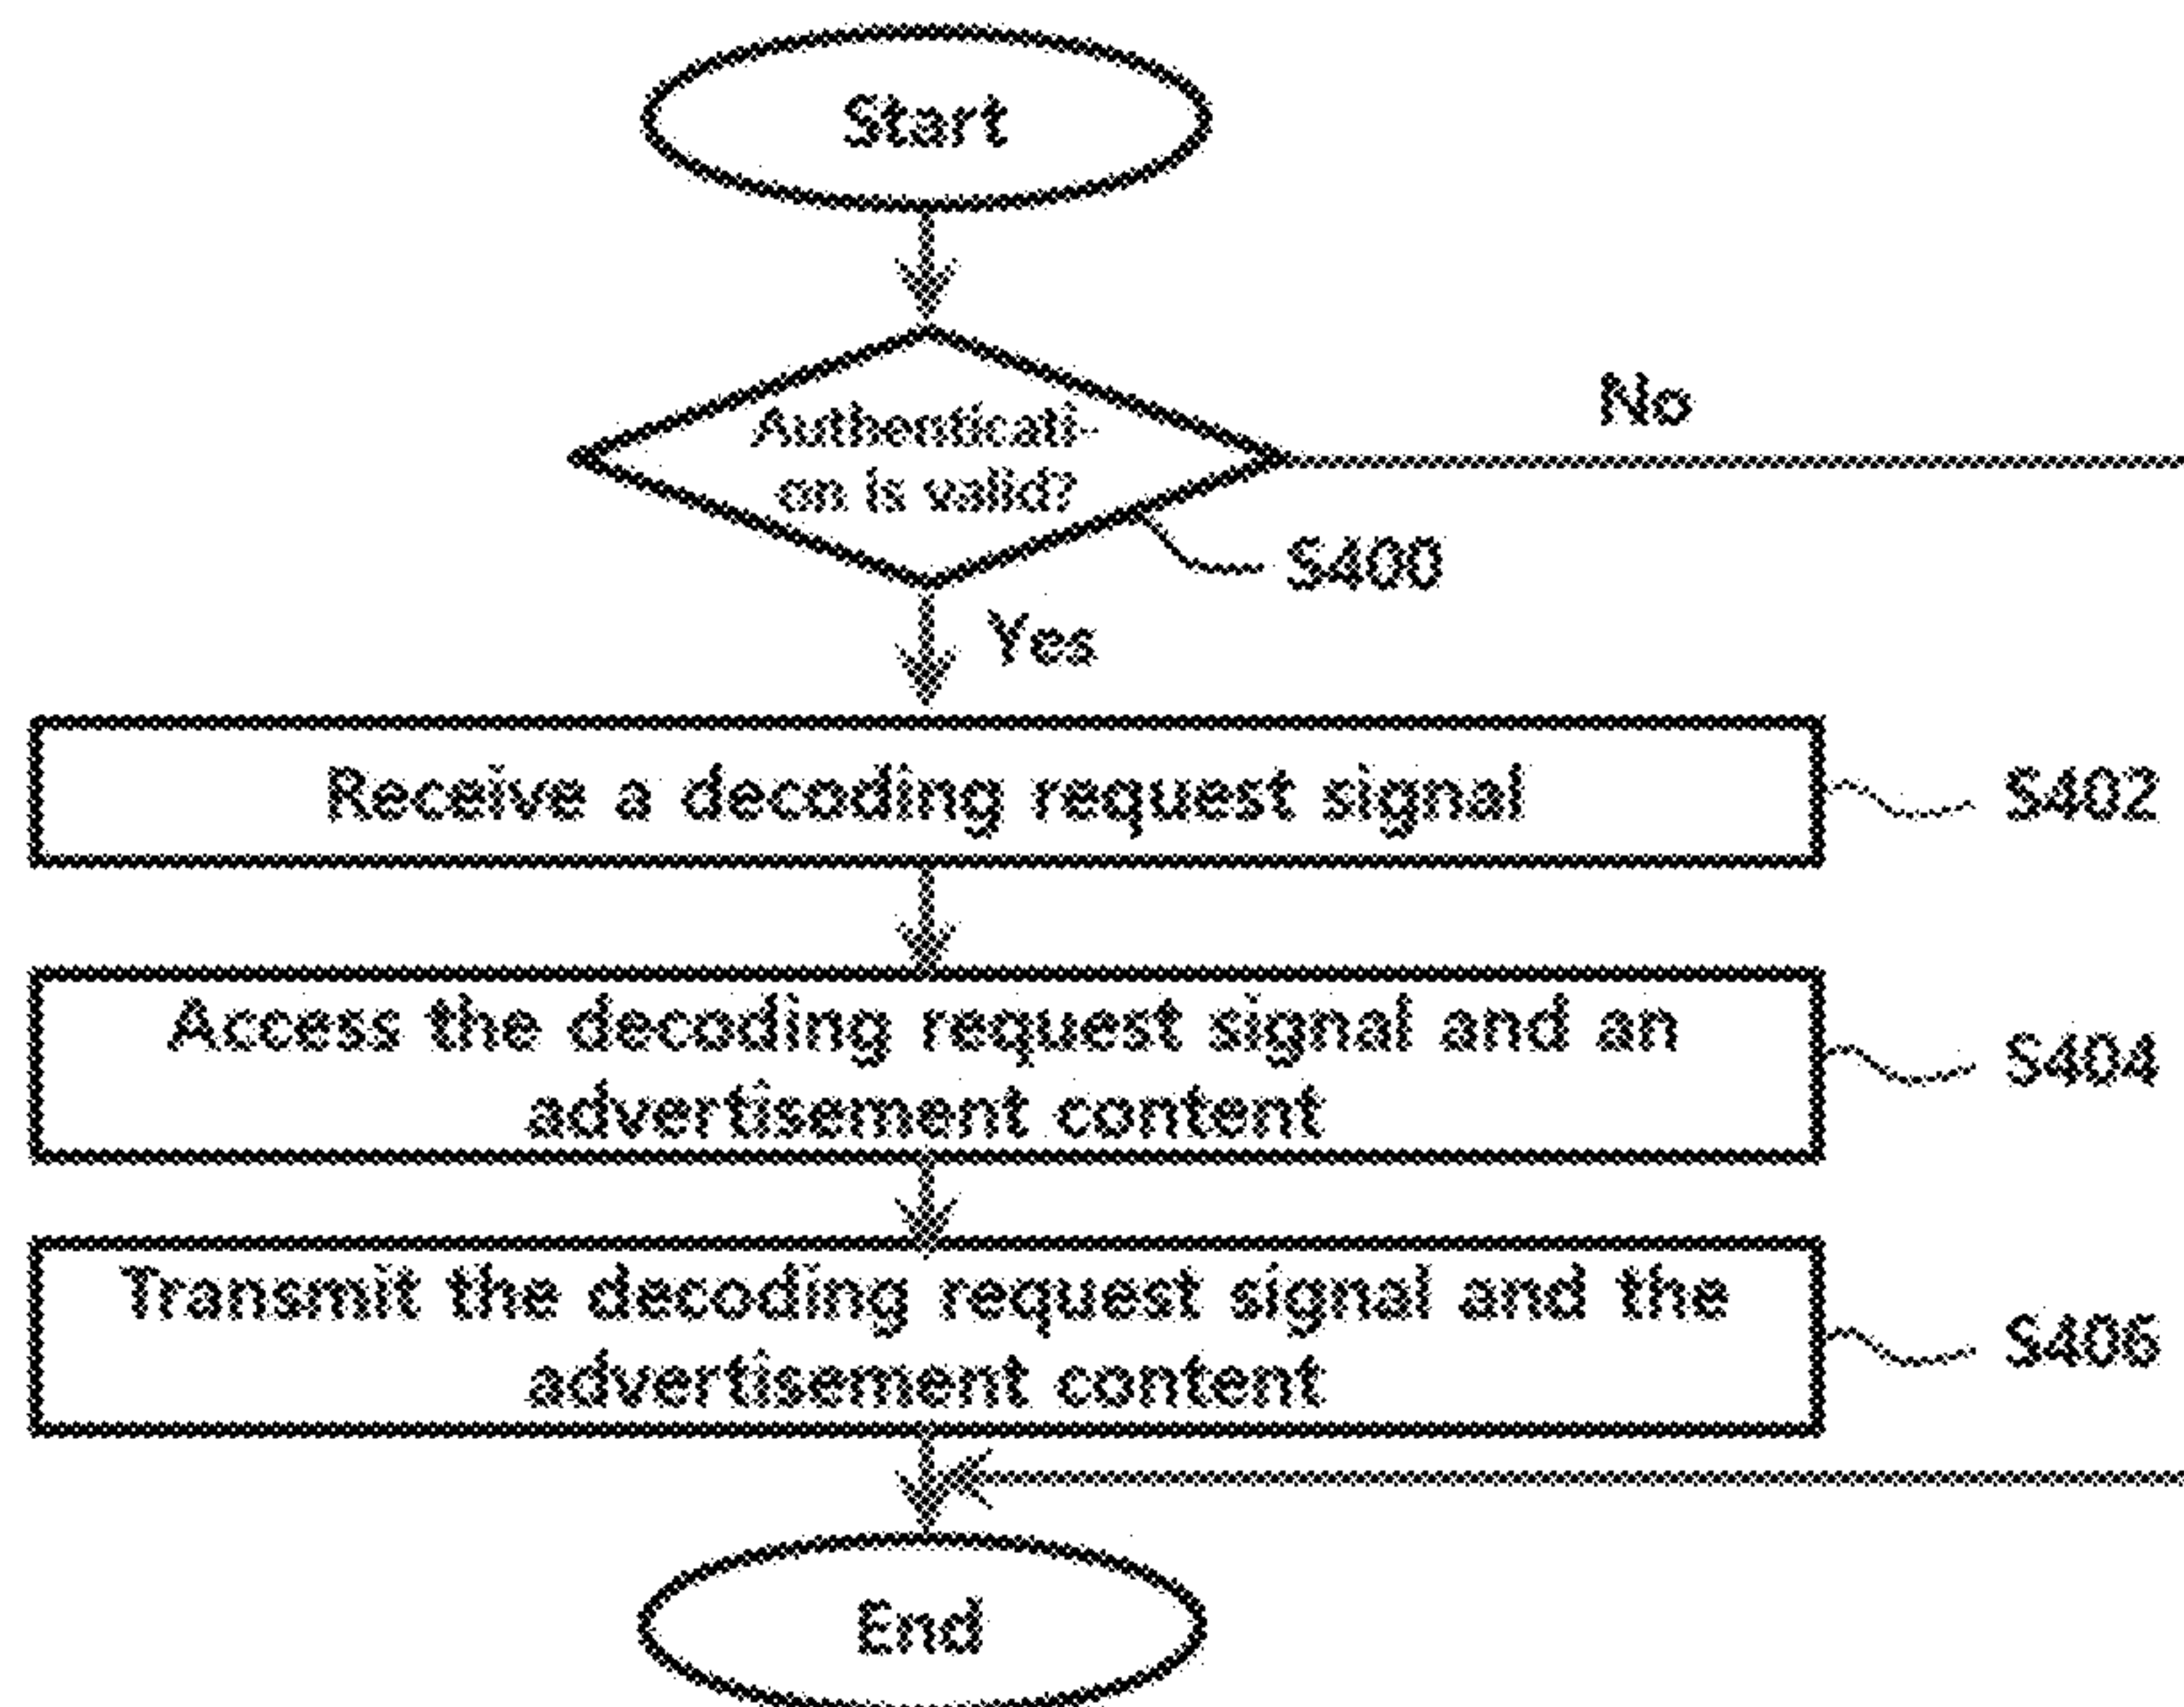 Start
Authenticati-
on is valid?
No
S400
Yes
Receive a decoding request signal
S402
Access the decoding request signal and an
advertisement content
S404
Transmit the decoding request signal and the
advertisement content
S406
End